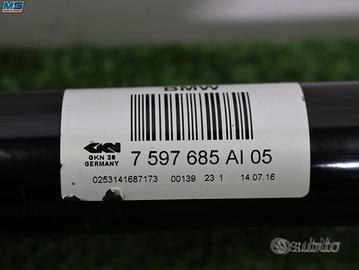 MS
BMW
GKN 28
GERMANY
7 597 685 AI 05
0253141687173 00139 23 1 14.07.16
subito